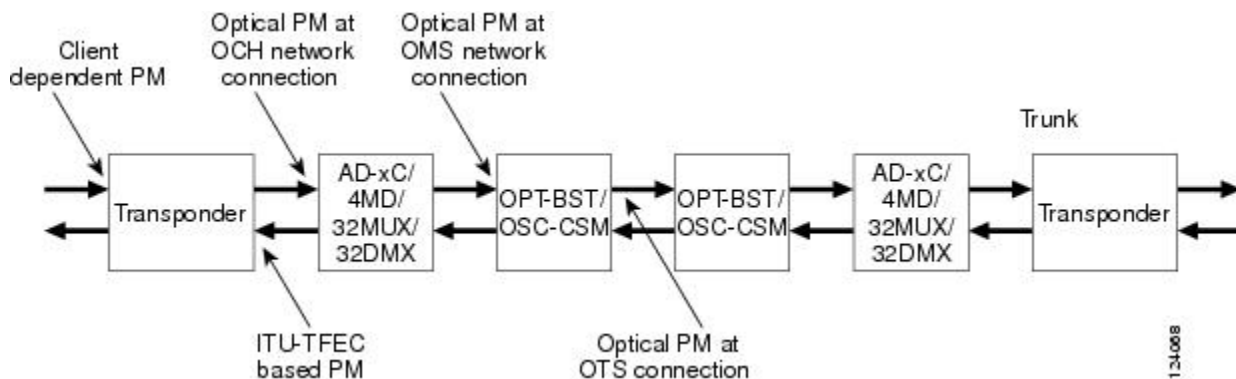 Client
dependent PM
Optical PM at
OCH network
connection
Optical PM at
OMS network
connection
Trunk
Transponder
AD-xC/
4MD/
32MUX/
32DMX
OPT-BST/
OSC-CSM
OPT-BST/
OSC-CSM
AD-xC/
4MD/
32MUX/
32DMX
Transponder
ITU-TFEC
based PM
Optical PM at
OTS connection
124068